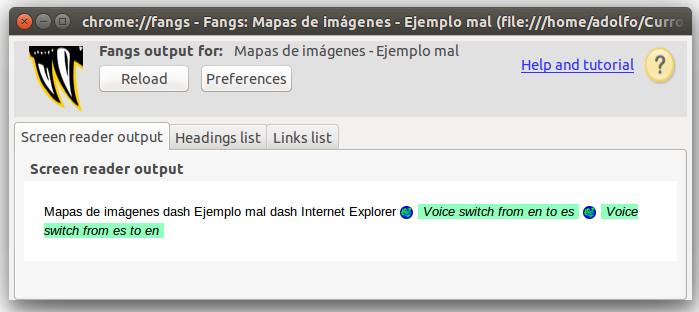 chrome://fangs - Fangs: Mapas de imágenes - Ejemplo mal (file:///home/adolfo/Curro
Fangs output for: Mapas de imágenes - Ejemplo mal
Reload Preferences
Help and tutorial ?
Screen reader output Headings list Links list
Screen reader output
Mapas de imágenes dash Ejemplo mal dash Internet Explorer Voice switch from en to es Voice
switch from es to en